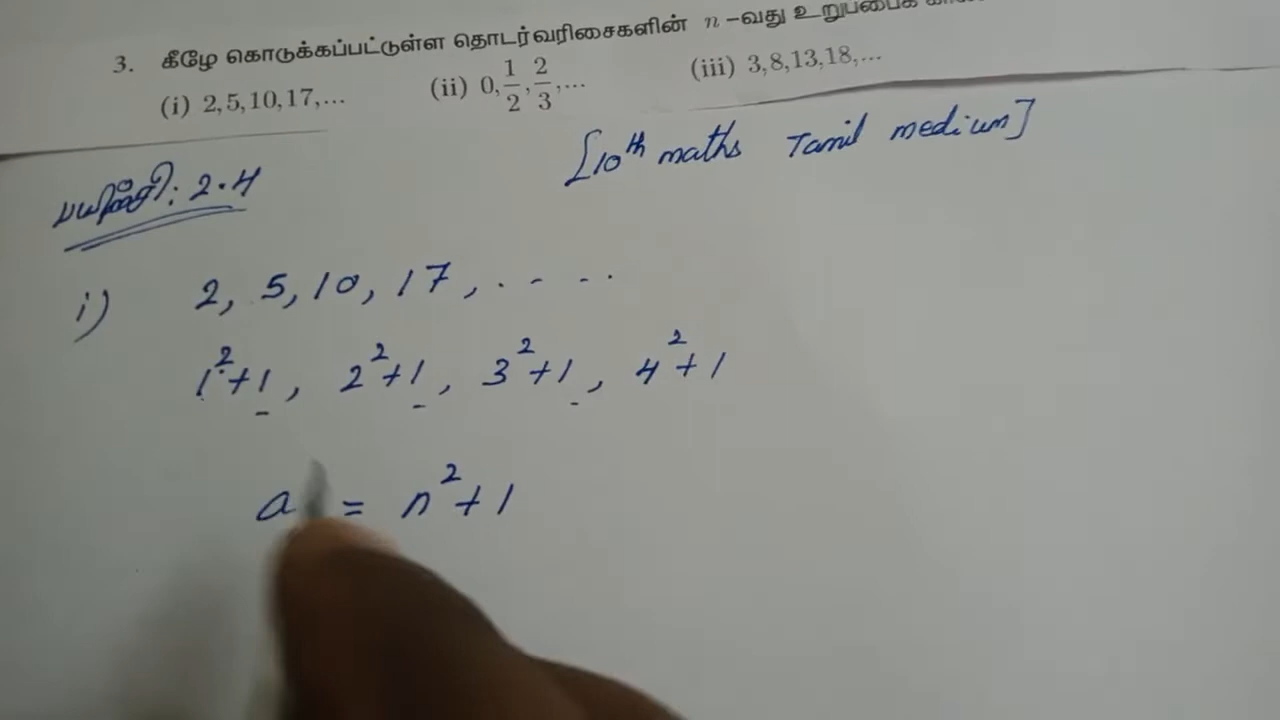 3. கீழே கொடுக்கப்பட்டுள்ள தொடர்வரிசைகளின் n –வது உறுப்பைக்
(i) 2,5,10,17,... (ii) 0,1/2,2/3,... (iii) 3,8,13,18,...
[10th maths Tamil medium]
பயிற்சி: 2.4
i) 2, 5, 10, 17, . . . .
1²+1, 2²+1, 3²+1, 4²+1
a = n²+1